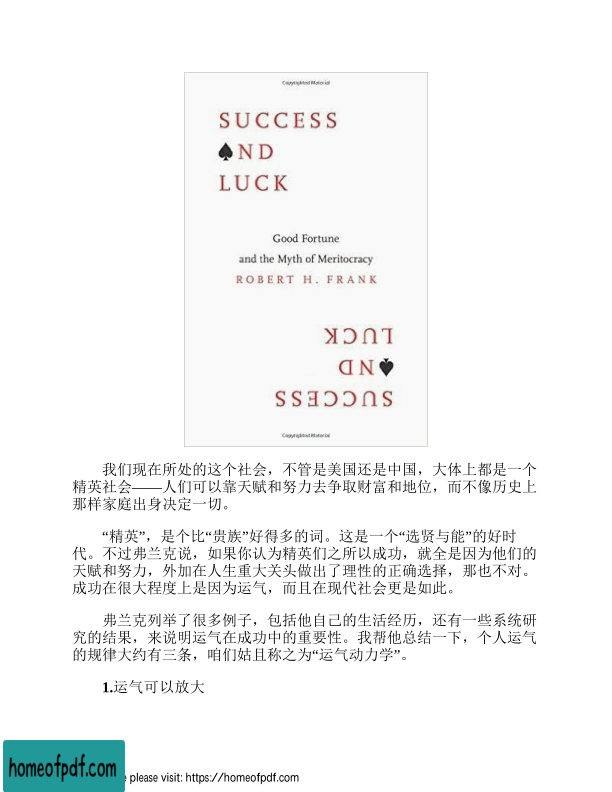 Copyrighted Material
SUCCESS
♠ND
LUCK
Good Fortune
and the Myth of Meritocracy
ROBERT H. FRANK
LUCK
♠ND
SUCCESS
Copyrighted Material
我们现在所处的这个社会，不管是美国还是中国，大体上都是一个
精英社会——人们可以靠天赋和努力去争取财富和地位，而不像历史上
那样家庭出身决定一切。
“精英”，是个比“贵族”好得多的词。这是一个“选贤与能”的好时
代。不过弗兰克说，如果你认为精英们之所以成功，就全是因为他们的
天赋和努力，外加在人生重大关头做出了理性的正确选择，那也不对。
成功在很大程度上是因为运气，而且在现代社会更是如此。
弗兰克列举了很多例子，包括他自己的生活经历，还有一些系统研
究的结果，来说明运气在成功中的重要性。我帮他总结一下，个人运气
的规律大约有三条，咱们姑且称之为“运气动力学”。
1.运气可以放大
homeofpdf.com
e please visit: https://homeofpdf.com